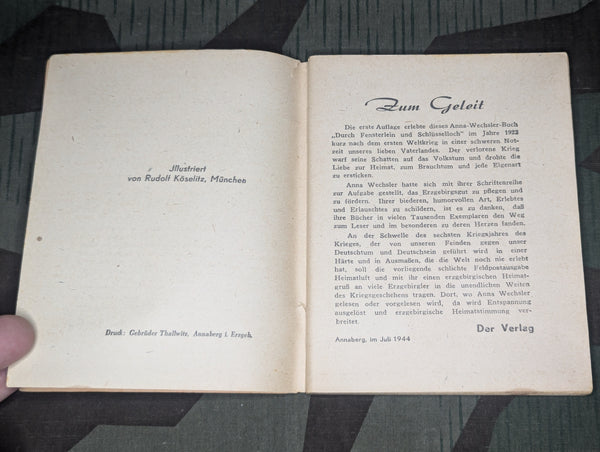 Jllustriert
von Rudolf Köselitz, München
Druck: Gebrüder Thallwitz, Annaberg i. Erzgeb.
Zum Geleit
Die erste Auflage erlebte dieses Anna-Wechsler-Buch
„Durch Fensterlein und Schlüsselloch" im Jahre 1923
kurz nach dem ersten Weltkrieg in einer schweren Not-
zeit unseres lieben Vaterlandes. Der verlorene Krieg
warf seine Schatten auf das Volkstum und drohte die
Liebe zur Heimat, zum Brauchtum und jede Eigenart
zu ersticken.
Anna Wechsler hatte sich mit ihrer Schriftenreihe
zur Aufgabe gestellt, das Erzgebirgsgut zu pflegen und
zu fördern. Ihrer biederen, humorvollen Art, Erlebtes
und Erlauschtes zu schildern, ist es zu danken, daß
ihre Bücher in vielen Tausenden Exemplaren den Weg
zum Leser und im besonderen zu deren Herzen fanden.
An der Schwelle des sechsten Kriegsjahres des
Krieges, der von unseren Feinden gegen unser
Deutschtum und Deutschsein geführt wird in einer
Härte und in Ausmaßen, die die Welt noch nie erlebt
hat, soll die vorliegende schlichte Feldpostausgabe
Heimatluft und mit ihr einen erzgebirgischen Heimat-
gruß an viele Erzgebirgler in die unendlichen Weiten
des Kriegsgeschehens tragen. Dort, wo Anna Wechsler
gelesen oder vorgelesen wird, da wird Entspannung
ausgelöst und erzgebirgische Heimatstimmung ver-
breitet.
Der Verlag
Annaberg, im Juli 1944